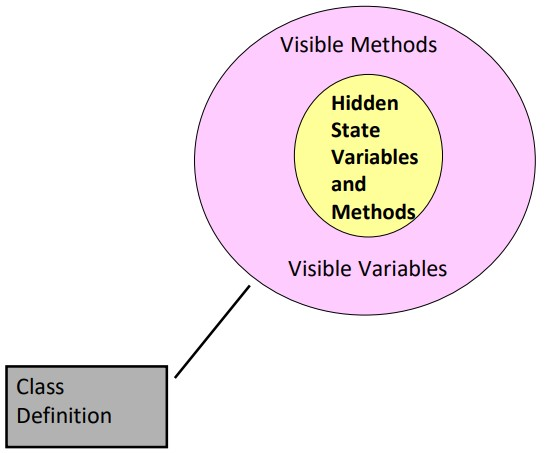 Visible Methods
Hidden
State
Variables
and
Methods
Visible Variables
Class
Definition